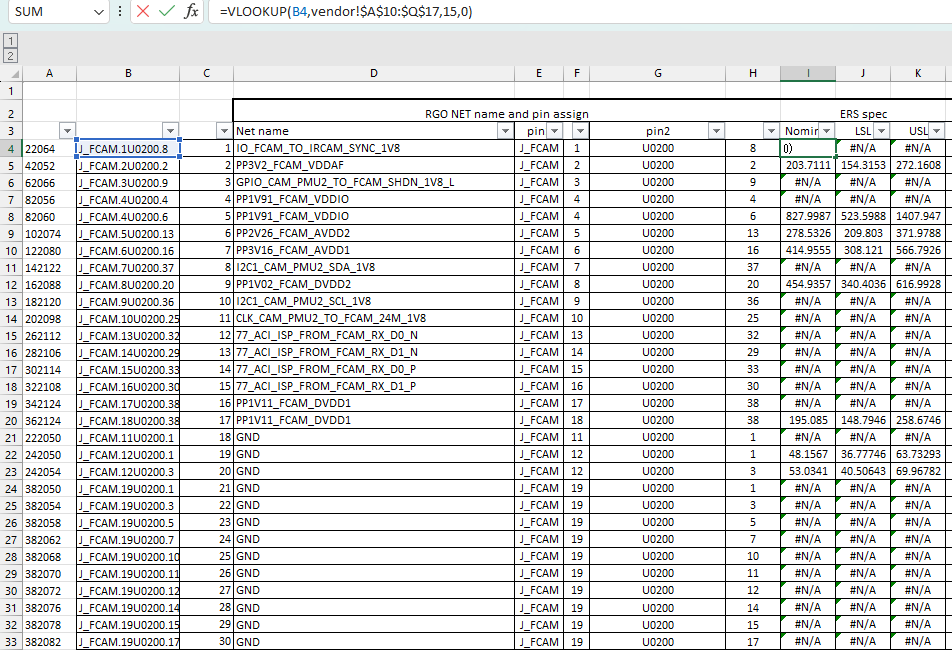 SUM =VLOOKUP(B4,vendor!$A$10:$Q$17,15,0)
1
2
A B C D E F G H I J K
1
2 RGO NET name and pin assign ERS spec
3 Net name pin pin2 Nomin LSL USL
4 22064 J_FCAM.1U0200.8 1 IO_FCAM_TO_IRCAM_SYNC_1V8 J_FCAM 1 U0200 8 0) #N/A #N/A
5 42052 J_FCAM.2U0200.2 2 PP3V2_FCAM_VDDAF J_FCAM 2 U0200 2 203.7111 154.3153 272.1608
6 62066 J_FCAM.3U0200.9 3 GPIO_CAM_PMU2_TO_FCAM_SHDN_1V8_L J_FCAM 3 U0200 9 #N/A #N/A #N/A
7 82056 J_FCAM.4U0200.4 4 PP1V91_FCAM_VDDIO J_FCAM 4 U0200 4 #N/A #N/A #N/A
8 82060 J_FCAM.4U0200.6 5 PP1V91_FCAM_VDDIO J_FCAM 4 U0200 6 827.9987 523.5988 1407.947
9 102074 J_FCAM.5U0200.13 6 PP2V26_FCAM_AVDD2 J_FCAM 5 U0200 13 278.5326 209.803 371.9788
10 122080 J_FCAM.6U0200.16 7 PP3V16_FCAM_AVDD1 J_FCAM 6 U0200 16 414.9555 308.121 566.7926
11 142122 J_FCAM.7U0200.37 8 I2C1_CAM_PMU2_SDA_1V8 J_FCAM 7 U0200 37 #N/A #N/A #N/A
12 162088 J_FCAM.8U0200.20 9 PP1V02_FCAM_DVDD2 J_FCAM 8 U0200 20 454.9357 340.4036 616.9928
13 182120 J_FCAM.9U0200.36 10 I2C1_CAM_PMU2_SCL_1V8 J_FCAM 9 U0200 36 #N/A #N/A #N/A
14 202098 J_FCAM.10U0200.25 11 CLK_CAM_PMU2_TO_FCAM_24M_1V8 J_FCAM 10 U0200 25 #N/A #N/A #N/A
15 262112 J_FCAM.13U0200.32 12 77_ACI_ISP_FROM_FCAM_RX_D0_N J_FCAM 13 U0200 32 #N/A #N/A #N/A
16 282106 J_FCAM.14U0200.29 13 77_ACI_ISP_FROM_FCAM_RX_D1_N J_FCAM 14 U0200 29 #N/A #N/A #N/A
17 302114 J_FCAM.15U0200.33 14 77_ACI_ISP_FROM_FCAM_RX_D0_P J_FCAM 15 U0200 33 #N/A #N/A #N/A
18 322108 J_FCAM.16U0200.30 15 77_ACI_ISP_FROM_FCAM_RX_D1_P J_FCAM 16 U0200 30 #N/A #N/A #N/A
19 342124 J_FCAM.17U0200.38 16 PP1V11_FCAM_DVDD1 J_FCAM 17 U0200 38 #N/A #N/A #N/A
20 362124 J_FCAM.18U0200.38 17 PP1V11_FCAM_DVDD1 J_FCAM 18 U0200 38 195.085 148.7946 258.6746
21 222050 J_FCAM.11U0200.1 18 GND J_FCAM 11 U0200 1 #N/A #N/A #N/A
22 242050 J_FCAM.12U0200.1 19 GND J_FCAM 12 U0200 1 48.1567 36.77746 63.73293
23 242054 J_FCAM.12U0200.3 20 GND J_FCAM 12 U0200 3 53.0341 40.50643 69.96782
24 382050 J_FCAM.19U0200.1 21 GND J_FCAM 19 U0200 1 #N/A #N/A #N/A
25 382054 J_FCAM.19U0200.3 22 GND J_FCAM 19 U0200 3 #N/A #N/A #N/A
26 382058 J_FCAM.19U0200.5 23 GND J_FCAM 19 U0200 5 #N/A #N/A #N/A
27 382062 J_FCAM.19U0200.7 24 GND J_FCAM 19 U0200 7 #N/A #N/A #N/A
28 382068 J_FCAM.19U0200.10 25 GND J_FCAM 19 U0200 10 #N/A #N/A #N/A
29 382070 J_FCAM.19U0200.11 26 GND J_FCAM 19 U0200 11 #N/A #N/A #N/A
30 382072 J_FCAM.19U0200.12 27 GND J_FCAM 19 U0200 12 #N/A #N/A #N/A
31 382076 J_FCAM.19U0200.14 28 GND J_FCAM 19 U0200 14 #N/A #N/A #N/A
32 382078 J_FCAM.19U0200.15 29 GND J_FCAM 19 U0200 15 #N/A #N/A #N/A
33 382082 J_FCAM.19U0200.17 30 GND J_FCAM 19 U0200 17 #N/A #N/A #N/A